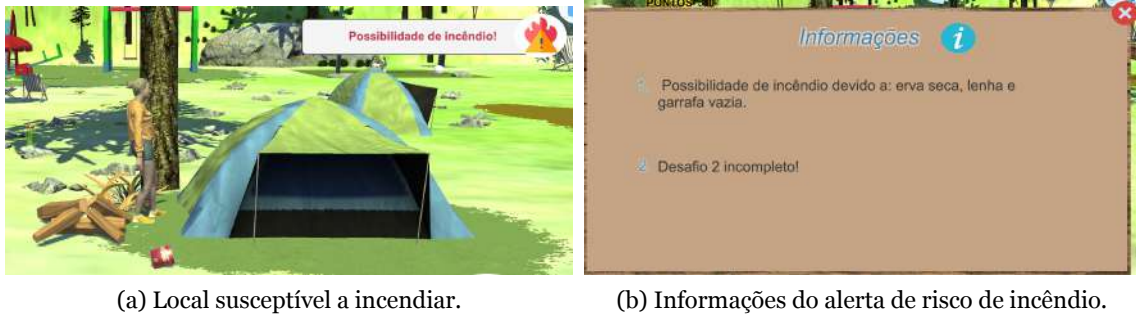 Possibilidade de incêndio!
PONTOS
Informações i
1. Possibilidade de incêndio devido a: erva seca, lenha e
garrafa vazia.
2. Desafio 2 incompleto!
(a) Local susceptível a incendiar.
(b) Informações do alerta de risco de incêndio.